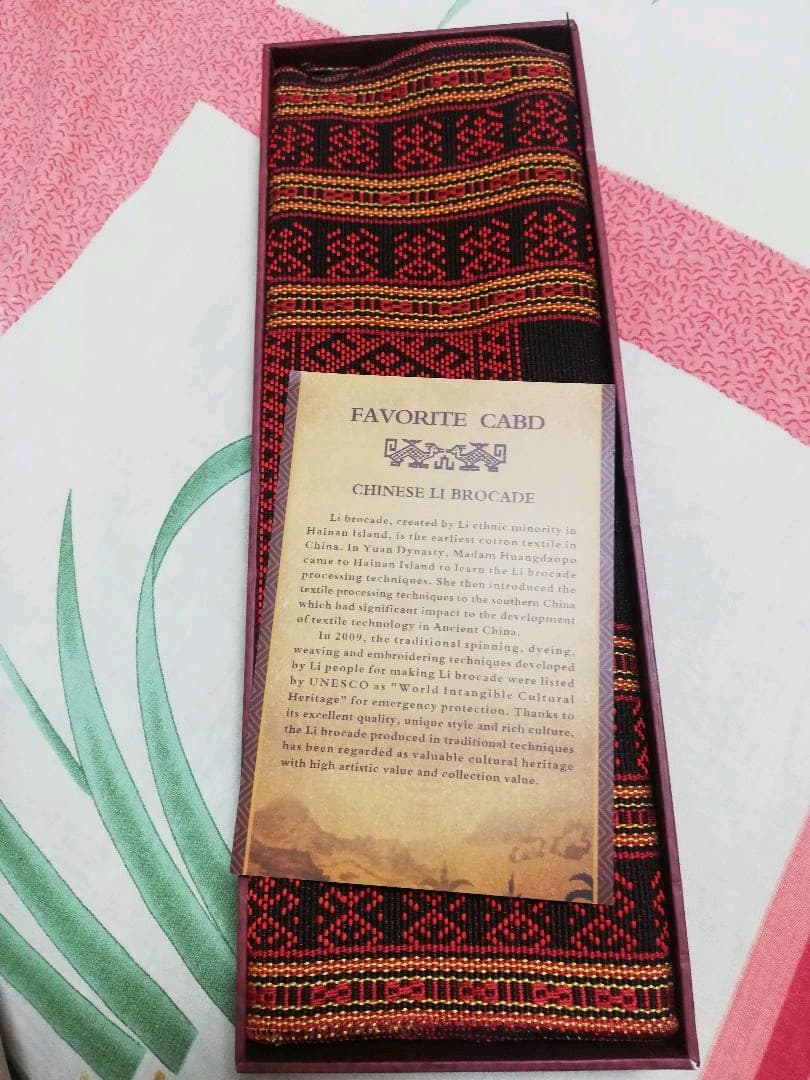 FAVORITE CABD
CHINESE LI BROCADE
Li brocade, created by Li ethnic minority in
Hainan Island, is the earliest cotton textile in
China. In Yuan Dynasty, Madam Huangdaopo
came to Hainan Island to learn the Li brocade
processing techniques. She then introduced the
textile processing techniques to the southern China
which had significant impact to the development
of textile technology in Ancient China.
In 2009, the traditional spinning, dyeing,
weaving and embroidering techniques developed
by Li people for making Li brocade were listed
by UNESCO as "World Intangible Cultural
Heritage" for emergency protection. Thanks to
its excellent quality, unique style and rich culture,
the Li brocade produced in traditional techniques
has been regarded as valuable cultural heritage
with high artistic value and collection value.